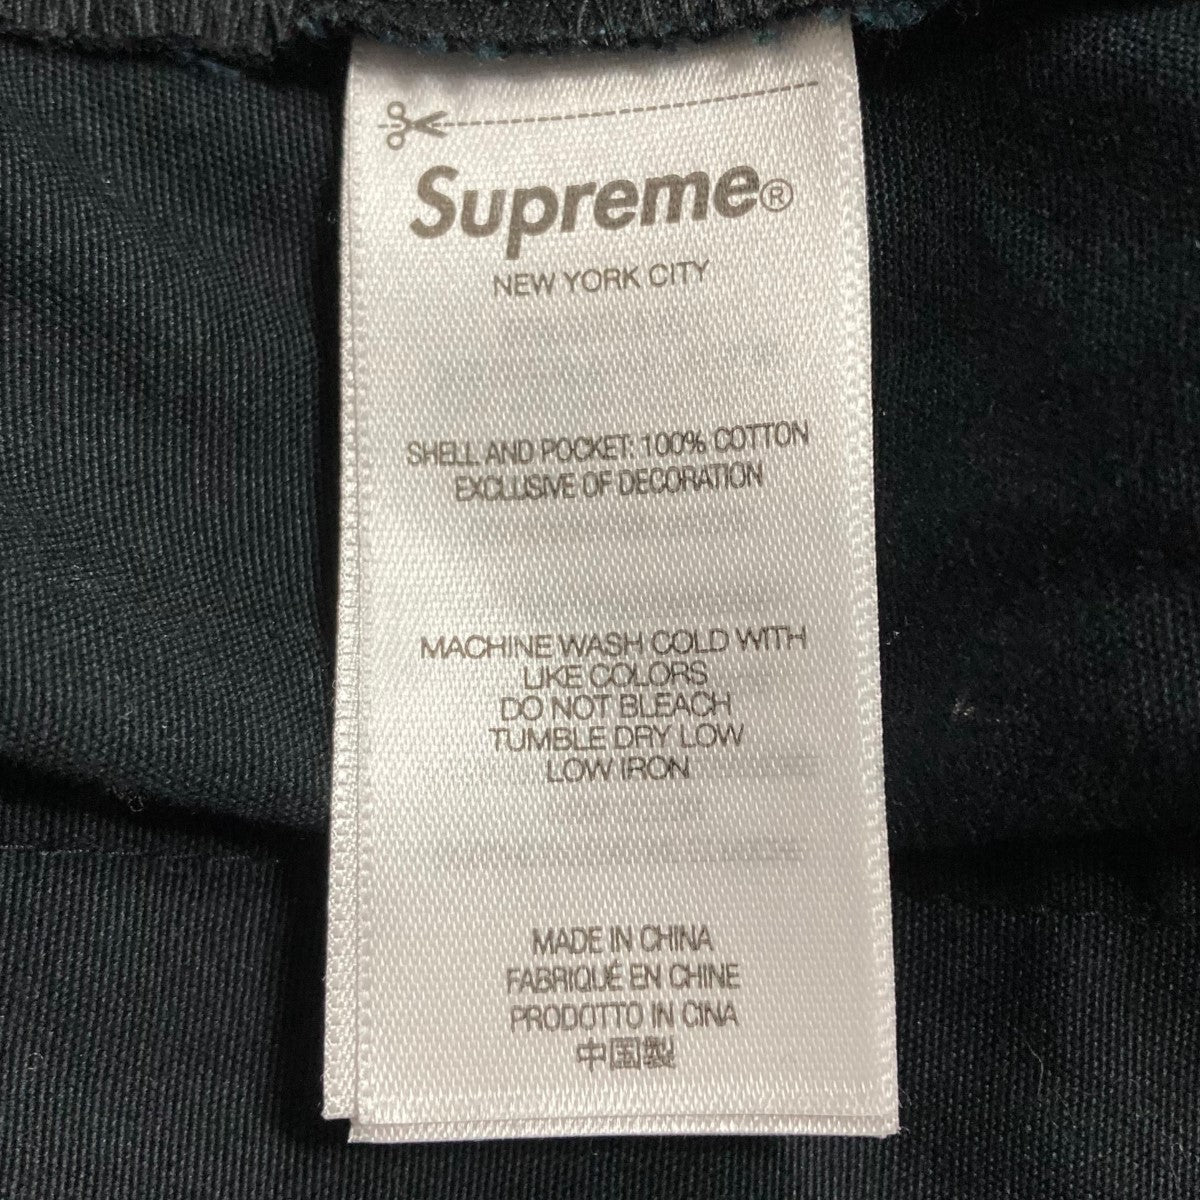 Supreme®
NEW YORK CITY
SHELL AND POCKET: 100% COTTON
EXCLUSIVE OF DECORATION
MACHINE WASH COLD WITH
LIKE COLORS
DO NOT BLEACH
TUMBLE DRY LOW
LOW IRON
MADE IN CHINA
FABRIQUÉ EN CHINE
PRODOTTO IN CINA
中国製